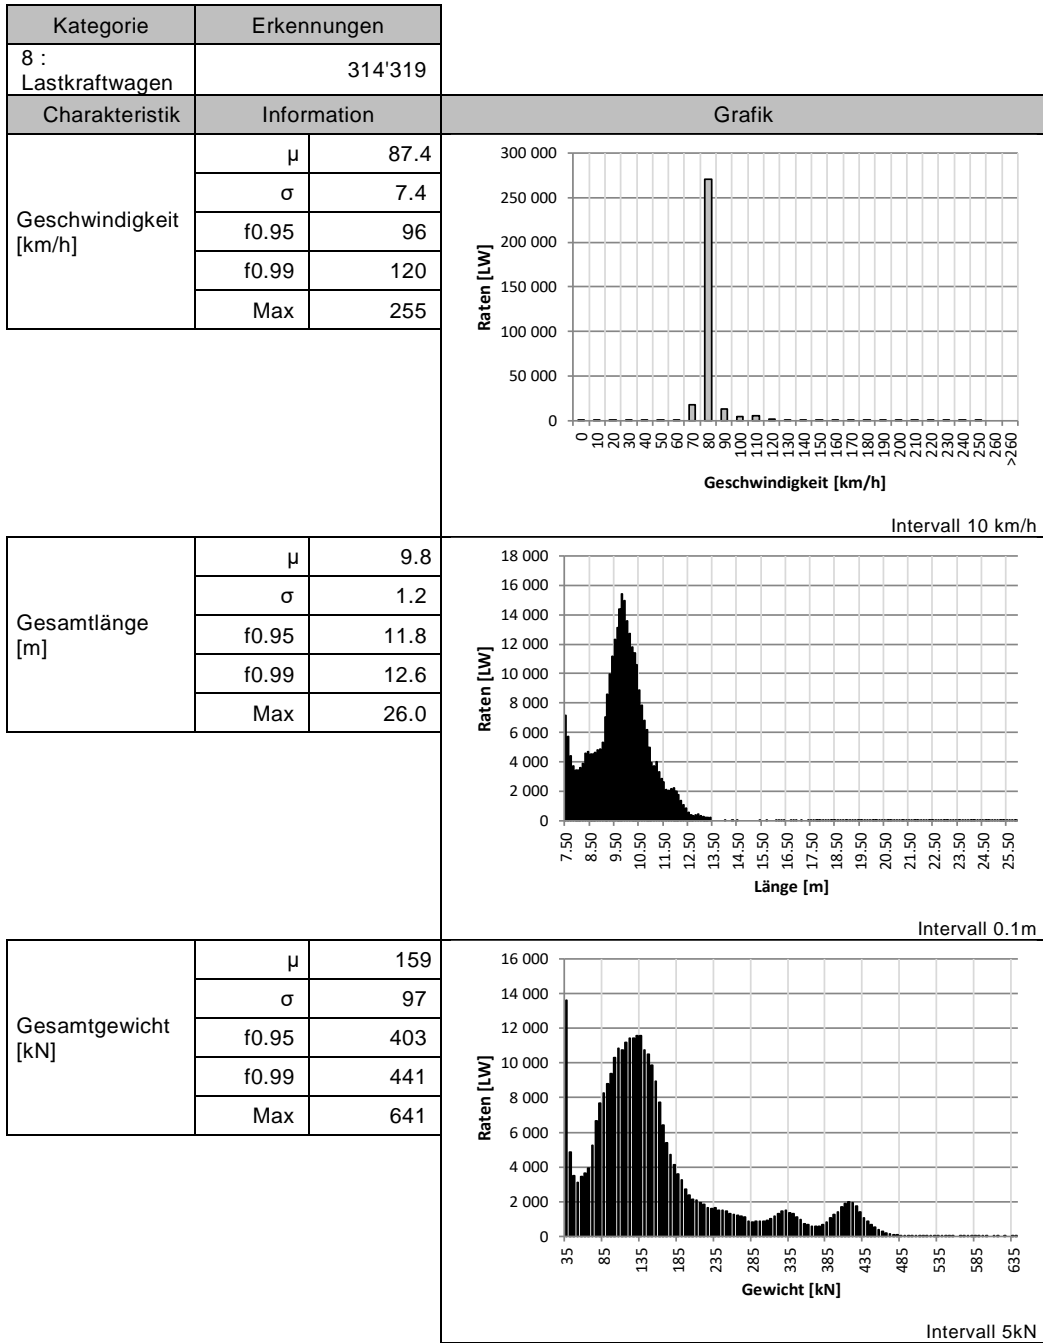 Kategorie Erkennungen
8 :
Lastkraftwagen
314'319
Charakteristik Information Grafik
Geschwindigkeit
[km/h]
µ 87.4
σ 7.4
f0.95 96
f0.99 120
Max 255
300 000
250 000
200 000
150 000
100 000
50 000
0
Raten [LW]
0 10 20 30 40 50 60 70 80 90 100 110 120 130 140 150 160 170 180 190 200 210 220 230 240 250 260 >260
Geschwindigkeit [km/h]
Intervall 10 km/h
Gesamtlänge
[m]
µ 9.8
σ 1.2
f0.95 11.8
f0.99 12.6
Max 26.0
18 000
16 000
14 000
12 000
10 000
8 000
6 000
4 000
2 000
0
Raten [LW]
7.50 8.50 9.50 10.50 11.50 12.50 13.50 14.50 15.50 16.50 17.50 18.50 19.50 20.50 21.50 22.50 23.50 24.50 25.50
Länge [m]
Intervall 0.1m
Gesamtgewicht
[kN]
µ 159
σ 97
f0.95 403
f0.99 441
Max 641
16 000
14 000
12 000
10 000
8 000
6 000
4 000
2 000
0
Raten [LW]
35 85 135 185 235 285 335 385 435 485 535 585 635
Gewicht [kN]
Intervall 5kN